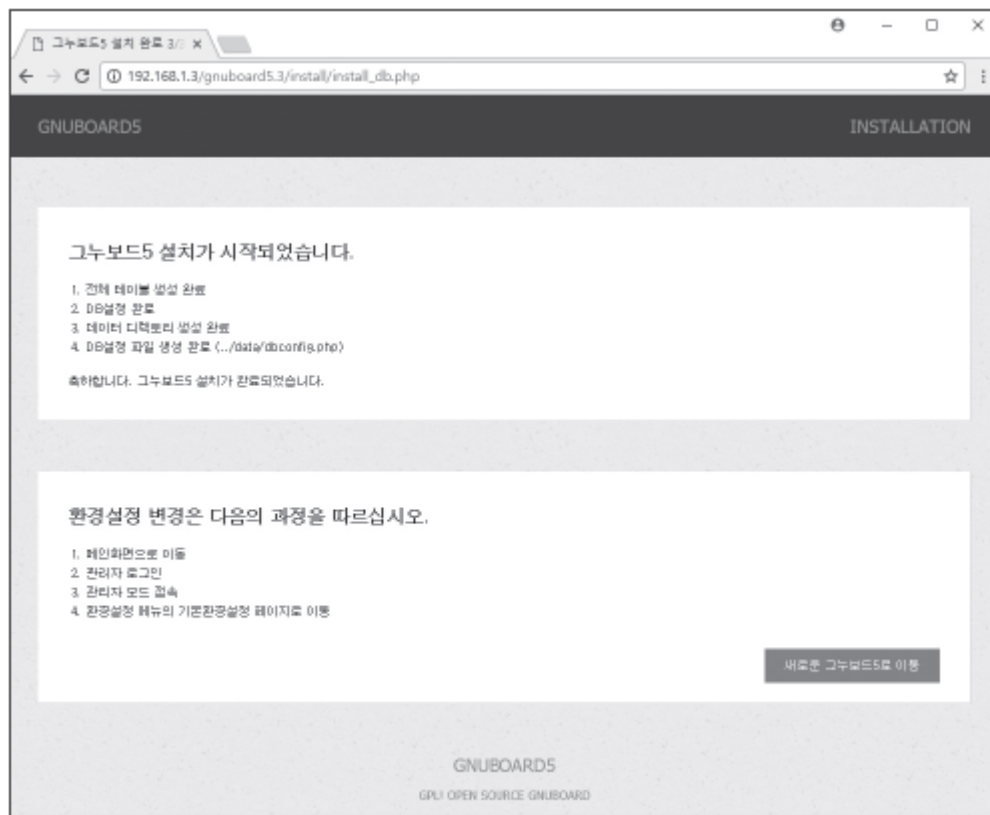 그누보드5 설치 완료 3/3
192.168.1.3/gnuboard5.3/install/install_db.php
GNUBOARD5
INSTALLATION
그누보드5 설치가 시작되었습니다.
1. 전체 테이블 생성 완료
2. DB설정 완료
3. 데이터 디렉토리 생성 완료
4. DB설정 파일 생성 완료 (../data/dbconfig.php)
축하합니다. 그누보드5 설치가 완료되었습니다.
환경설정 변경은 다음의 과정을 따르십시오.
1. 메인화면으로 이동
2. 관리자 로그인
3. 관리자 모드 접속
4. 환경설정 메뉴의 기본환경설정 페이지로 이동
새로운 그누보드5로 이동
GNUBOARD5
GPL! OPEN SOURCE GNUBOARD